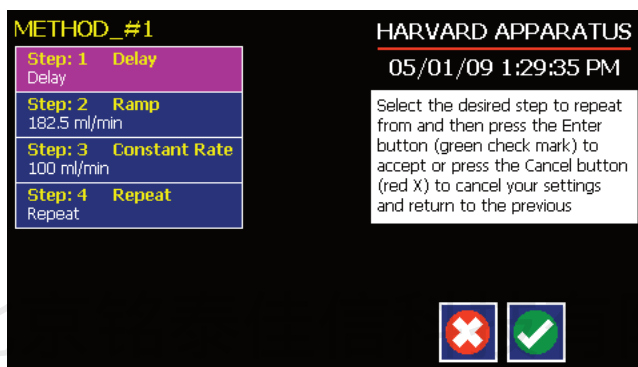 METHOD_#1
Step: 1 Delay
Delay
Step: 2 Ramp
182.5 ml/min
Step: 3 Constant Rate
100 ml/min
Step: 4 Repeat
Repeat
HARVARD APPARATUS
05/01/09 1:29:35 PM
Select the desired step to repeat
from and then press the Enter
button (green check mark) to
accept or press the Cancel button
(red X) to cancel your settings
and return to the previous